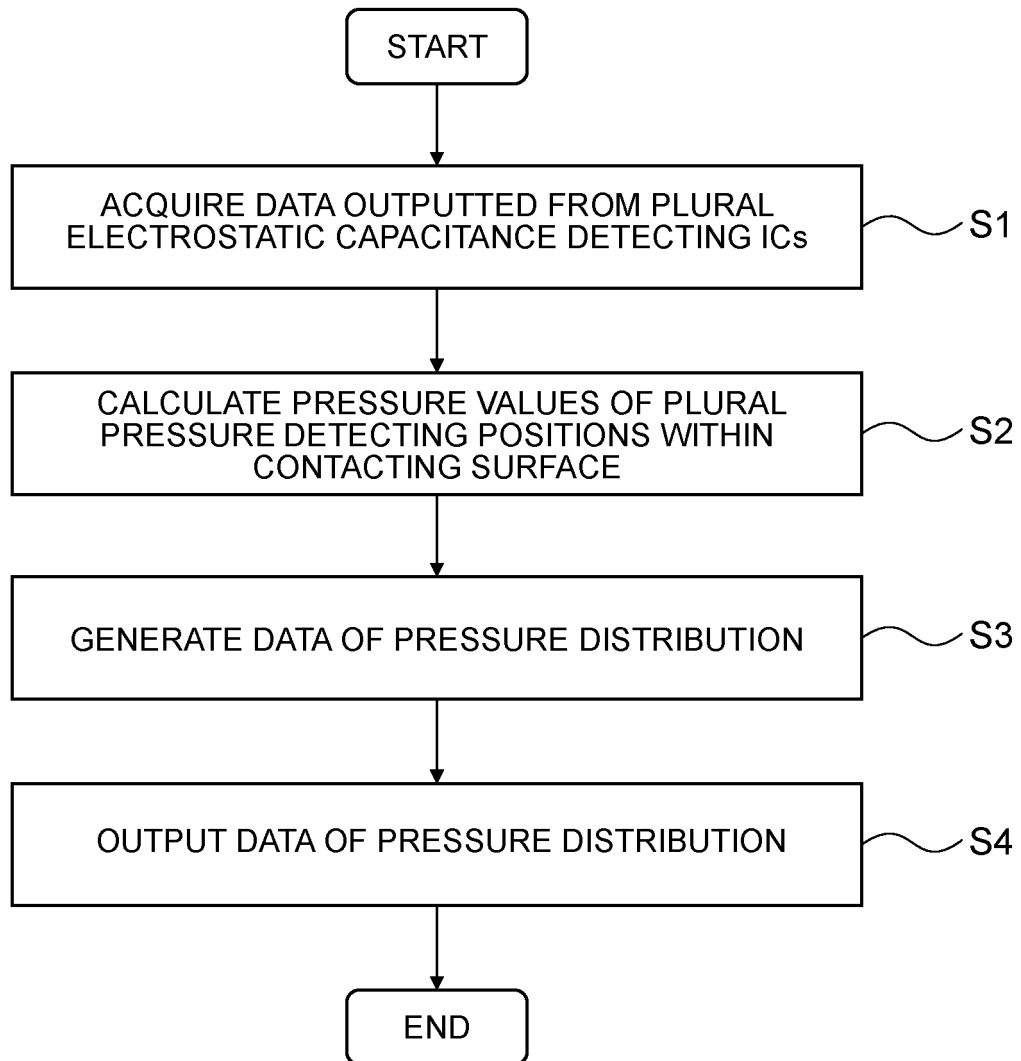 START
ACQUIRE DATA OUTPUTTED FROM PLURAL
ELECTROSTATIC CAPACITANCE DETECTING ICs
S1
CALCULATE PRESSURE VALUES OF PLURAL
PRESSURE DETECTING POSITIONS WITHIN
CONTACTING SURFACE
S2
GENERATE DATA OF PRESSURE DISTRIBUTION
S3
OUTPUT DATA OF PRESSURE DISTRIBUTION
S4
END